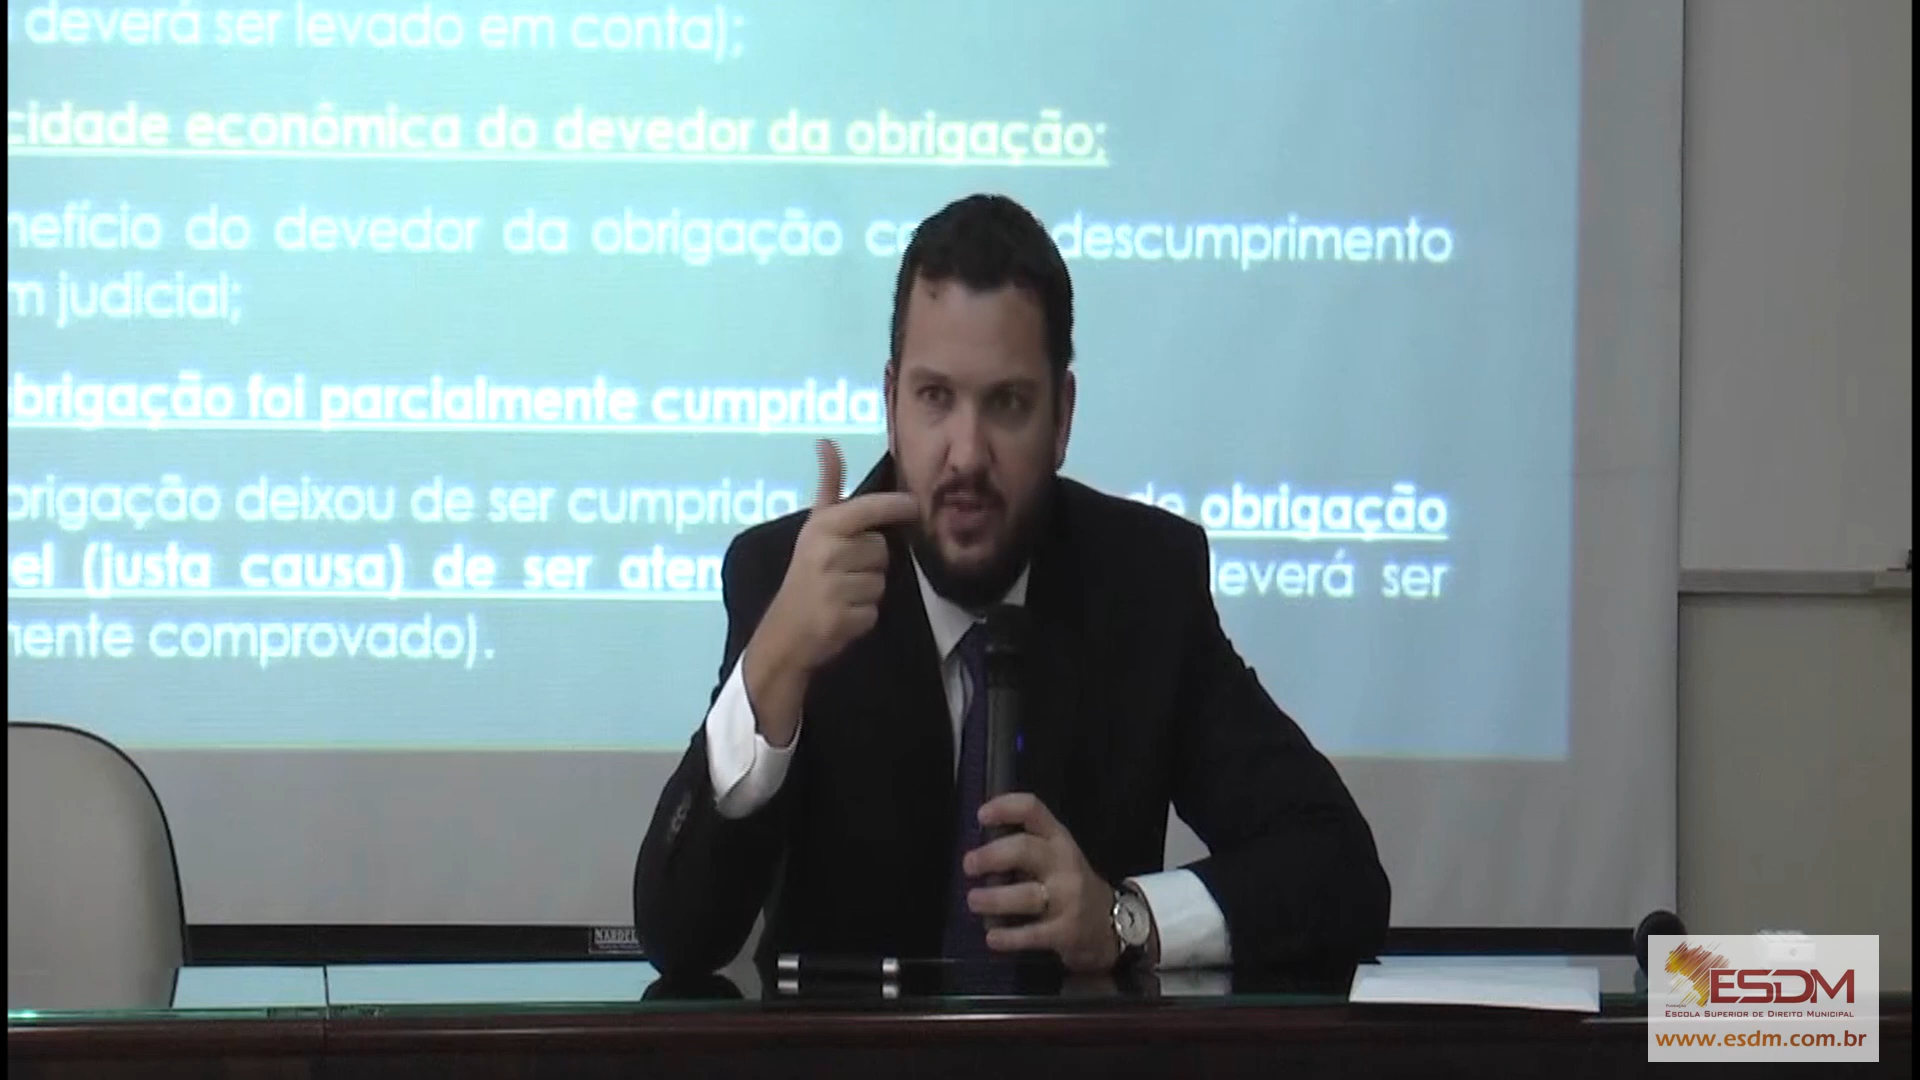 deverá ser levado em conta);
cidade econômica do devedor da obrigação;
nefício do devedor da obrigação descumprimento
m judicial;
brigação foi parcialmente cumprida
brigação deixou de ser cumprida de obrigação
el (justa causa) de ser aten deverá ser
mente comprovado).
ESDM
Escola Superior de Direito Municipal
www.esdm.com.br